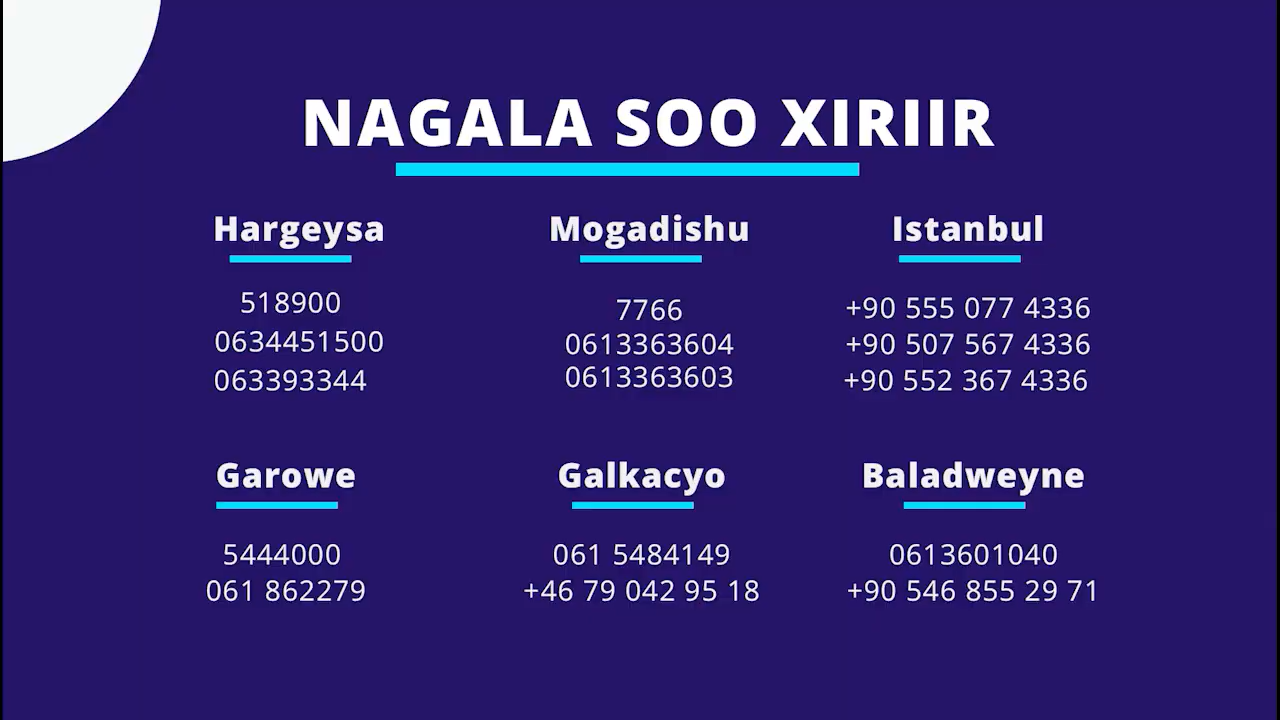 NAGALA SOO XIRIIR
Hargeysa
518900
0634451500
063393344
Mogadishu
7766
0613363604
0613363603
Istanbul
+90 555 077 4336
+90 507 567 4336
+90 552 367 4336
Garowe
5444000
061 862279
Galkacyo
061 5484149
+46 79 042 95 18
Baladweyne
0613601040
+90 546 855 29 71